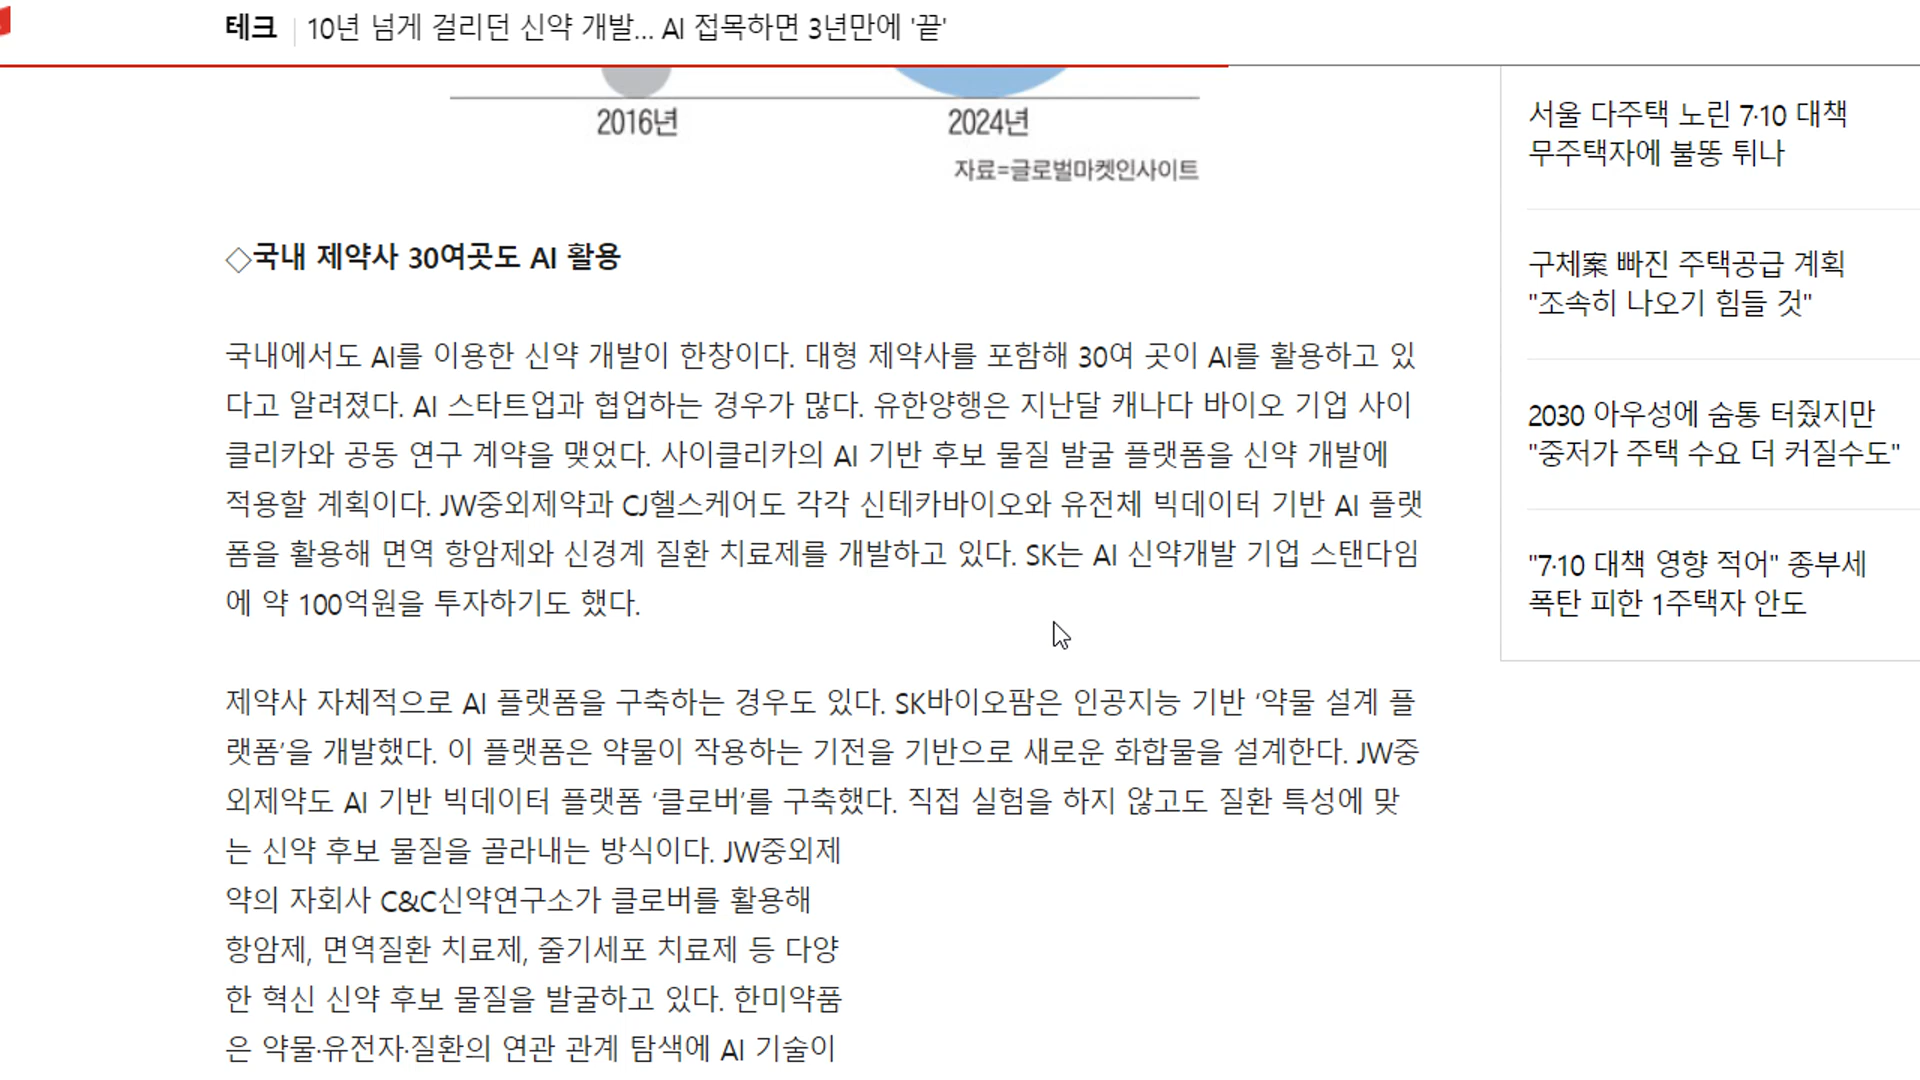 테크 10년 넘게 걸리던 신약 개발... AI 접목하면 3년만에 '끝'
2016년 2024년
자료=글로벌마켓인사이트
◇국내 제약사 30여곳도 AI 활용
국내에서도 AI를 이용한 신약 개발이 한창이다. 대형 제약사를 포함해 30여 곳이 AI를 활용하고 있
다고 알려졌다. AI 스타트업과 협업하는 경우가 많다. 유한양행은 지난달 캐나다 바이오 기업 사이
클리카와 공동 연구 계약을 맺었다. 사이클리카의 AI 기반 후보 물질 발굴 플랫폼을 신약 개발에
적용할 계획이다. JW중외제약과 CJ헬스케어도 각각 신테카바이오와 유전체 빅데이터 기반 AI 플랫
폼을 활용해 면역 항암제와 신경계 질환 치료제를 개발하고 있다. SK는 AI 신약개발 기업 스탠다임
에 약 100억원을 투자하기도 했다.
제약사 자체적으로 AI 플랫폼을 구축하는 경우도 있다. SK바이오팜은 인공지능 기반 ‘약물 설계 플
랫폼’을 개발했다. 이 플랫폼은 약물이 작용하는 기전을 기반으로 새로운 화합물을 설계한다. JW중
외제약도 AI 기반 빅데이터 플랫폼 ‘클로버’를 구축했다. 직접 실험을 하지 않고도 질환 특성에 맞
는 신약 후보 물질을 골라내는 방식이다. JW중외제
약의 자회사 C&C신약연구소가 클로버를 활용해
항암제, 면역질환 치료제, 줄기세포 치료제 등 다양
한 혁신 신약 후보 물질을 발굴하고 있다. 한미약품
은 약물·유전자·질환의 연관 관계 탐색에 AI 기술이
서울 다주택 노린 7·10 대책
무주택자에 불똥 튀나
구체案 빠진 주택공급 계획
"조속히 나오기 힘들 것"
2030 아우성에 숨통 터줬지만
"중저가 주택 수요 더 커질수도"
"7·10 대책 영향 적어" 종부세
폭탄 피한 1주택자 안도